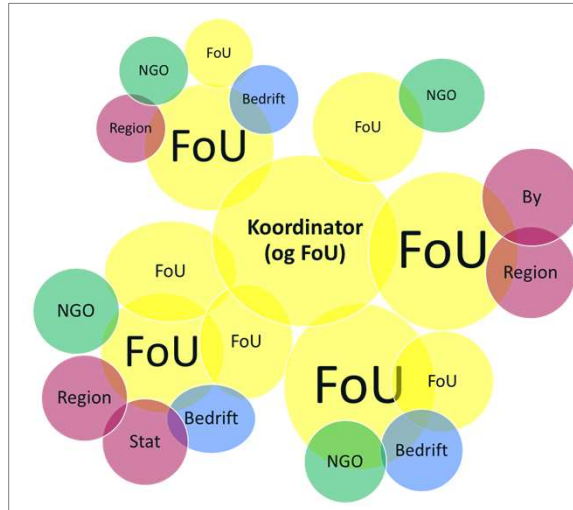 FoU
NGO
Bedrift
Region
FoU
FoU
NGO
Koordinator
(og FoU)
By
FoU
Region
FoU
NGO
FoU
FoU
Region
Stat
Bedrift
FoU
FoU
NGO
Bedrift